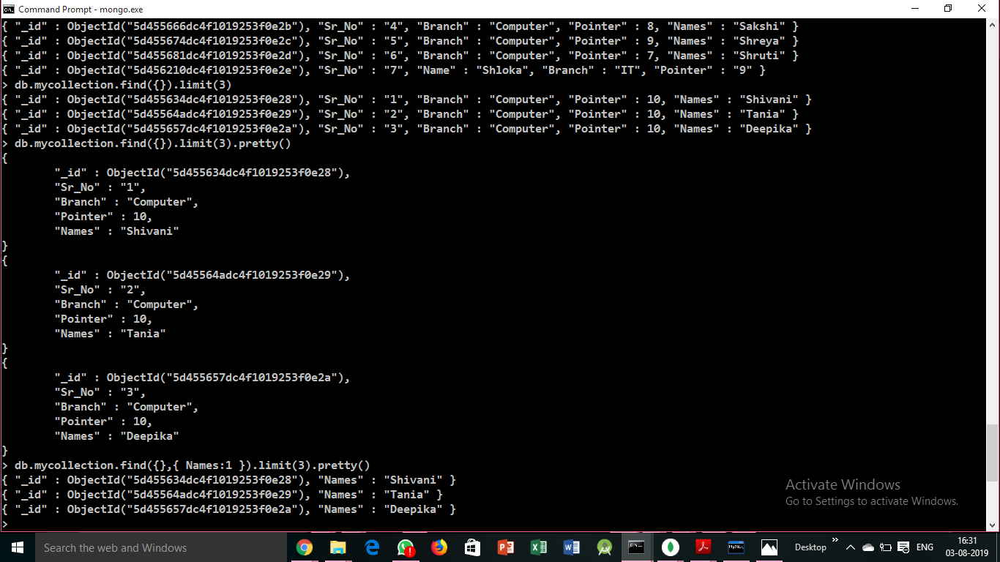 Command Prompt - mongo.exe
{ "_id" : ObjectId("5d455666dc4f1019253f0e2b"), "Sr_No" : "4", "Branch" : "Computer", "Pointer" : 8, "Names" : "Sakshi" }
{ "_id" : ObjectId("5d455674dc4f1019253f0e2c"), "Sr_No" : "5", "Branch" : "Computer", "Pointer" : 9, "Names" : "Shreya" }
{ "_id" : ObjectId("5d455681dc4f1019253f0e2d"), "Sr_No" : "6", "Branch" : "Computer", "Pointer" : 7, "Names" : "Shruti" }
{ "_id" : ObjectId("5d456210dc4f1019253f0e2e"), "Sr_No" : "7", "Name" : "Shloka", "Branch" : "IT", "Pointer" : "9" }
> db.mycollection.find({}).limit(3)
{ "_id" : ObjectId("5d455634dc4f1019253f0e28"), "Sr_No" : "1", "Branch" : "Computer", "Pointer" : 10, "Names" : "Shivani" }
{ "_id" : ObjectId("5d45564adc4f1019253f0e29"), "Sr_No" : "2", "Branch" : "Computer", "Pointer" : 10, "Names" : "Tania" }
{ "_id" : ObjectId("5d455657dc4f1019253f0e2a"), "Sr_No" : "3", "Branch" : "Computer", "Pointer" : 10, "Names" : "Deepika" }
> db.mycollection.find({}).limit(3).pretty()
{
"_id" : ObjectId("5d455634dc4f1019253f0e28"),
"Sr_No" : "1",
"Branch" : "Computer",
"Pointer" : 10,
"Names" : "Shivani"
}
{
"_id" : ObjectId("5d45564adc4f1019253f0e29"),
"Sr_No" : "2",
"Branch" : "Computer",
"Pointer" : 10,
"Names" : "Tania"
}
{
"_id" : ObjectId("5d455657dc4f1019253f0e2a"),
"Sr_No" : "3",
"Branch" : "Computer",
"Pointer" : 10,
"Names" : "Deepika"
}
> db.mycollection.find({},{ Names:1 }).limit(3).pretty()
{ "_id" : ObjectId("5d455634dc4f1019253f0e28"), "Names" : "Shivani" }
{ "_id" : ObjectId("5d45564adc4f1019253f0e29"), "Names" : "Tania" }
{ "_id" : ObjectId("5d455657dc4f1019253f0e2a"), "Names" : "Deepika" }
>
Activate Windows
Go to Settings to activate Windows.
Search the web and Windows
Desktop
ENG
16:31
03-08-2019